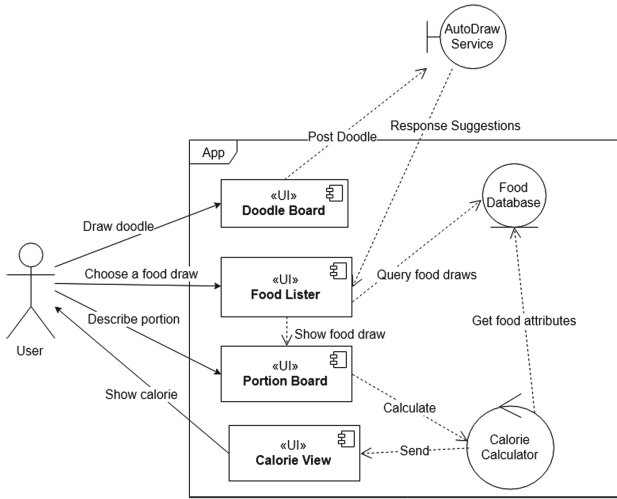 AutoDraw
Service
Response Suggestions
Post Doodle
App
«UI»
Doodle Board
Food
Database
Draw doodle
«UI»
Food Lister
Choose a food draw
Query food draws
Describe portion
Show food draw
Get food attributes
User
«UI»
Portion Board
Show calorie
Calculate
«UI»
Calorie View
Send
Calorie
Calculator